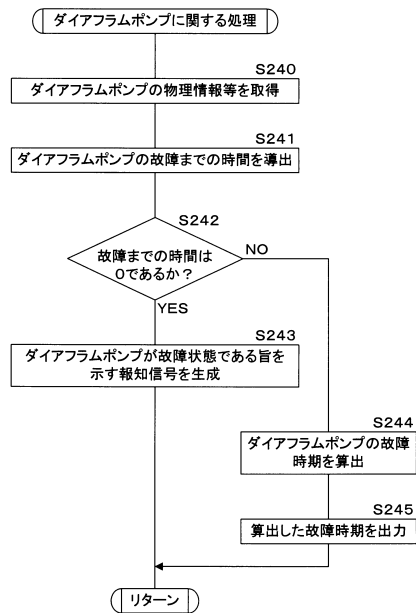 ダイアフラムポンプに関する処理
S240
ダイアフラムポンプの物理情報等を取得
S241
ダイアフラムポンプの故障までの時間を導出
S242
故障までの時間は
0であるか？
NO
YES
S243
ダイアフラムポンプが故障状態である旨を
示す報知信号を生成
S244
ダイアフラムポンプの故障
時期を算出
S245
算出した故障時期を出力
リターン